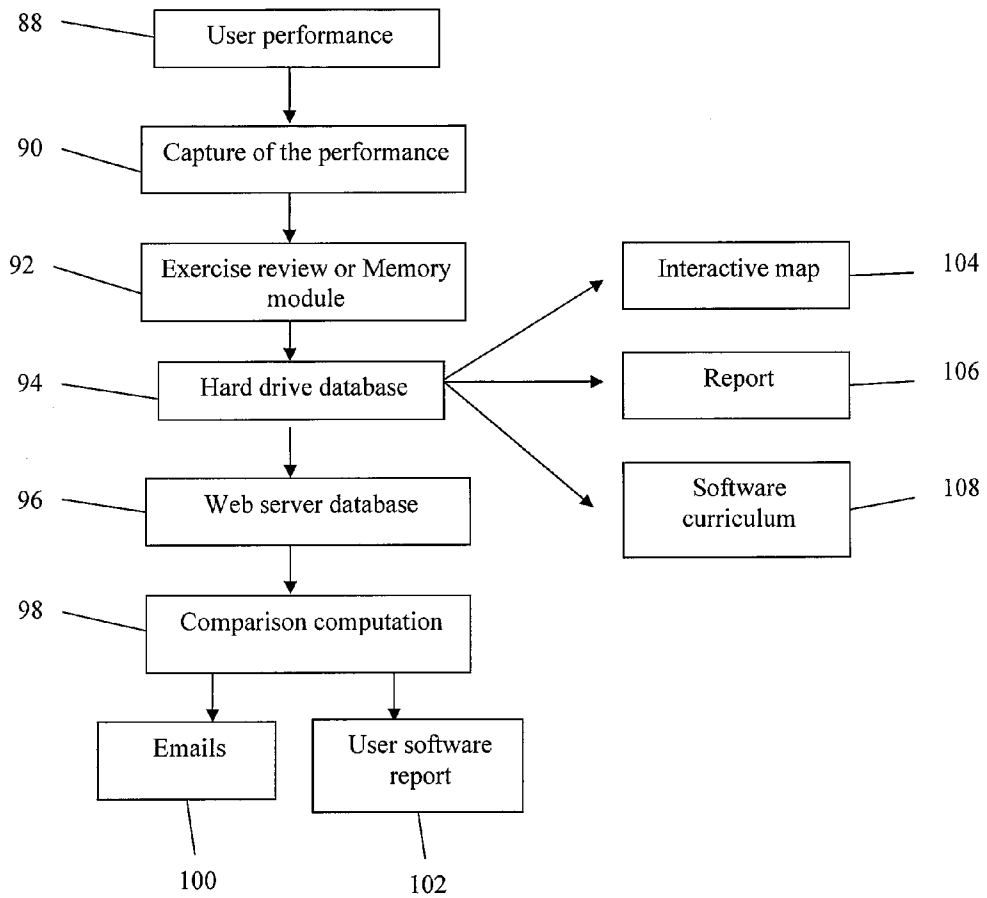 88
User performance
90
Capture of the performance
92
Exercise review or Memory
module
Interactive map
104
94
Hard drive database
Report
106
96
Web server database
Software
curriculum
108
98
Comparison computation
Emails
User software
report
100
102